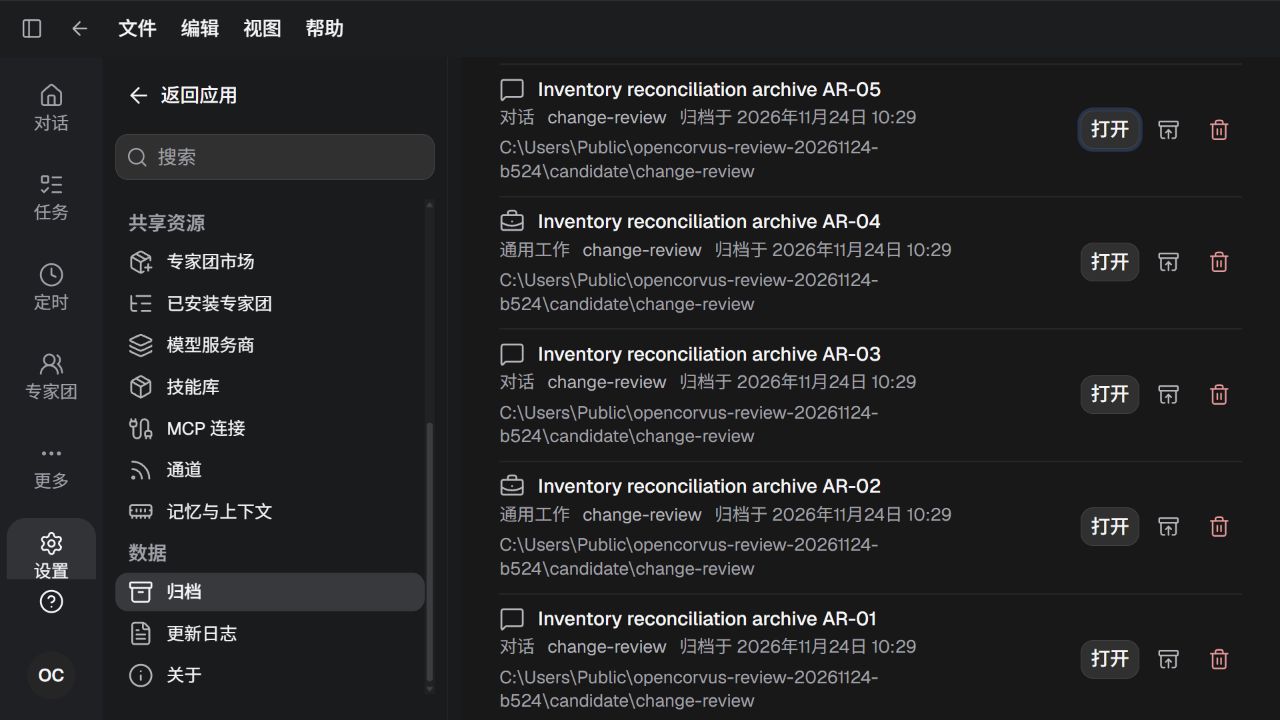 文件 编辑 视图 帮助
对话
任务
定时
专家团
更多
设置
OC
返回应用
搜索
共享资源
专家团市场
已安装专家团
模型服务商
技能库
MCP 连接
通道
记忆与上下文
数据
归档
更新日志
关于
Inventory reconciliation archive AR-05
对话 change-review 归档于 2026年11月24日 10:29
C:\Users\Public\opencorvus-review-20261124-
b524\candidate\change-review
打开
Inventory reconciliation archive AR-04
通用工作 change-review 归档于 2026年11月24日 10:29
C:\Users\Public\opencorvus-review-20261124-
b524\candidate\change-review
打开
Inventory reconciliation archive AR-03
对话 change-review 归档于 2026年11月24日 10:29
C:\Users\Public\opencorvus-review-20261124-
b524\candidate\change-review
打开
Inventory reconciliation archive AR-02
通用工作 change-review 归档于 2026年11月24日 10:29
C:\Users\Public\opencorvus-review-20261124-
b524\candidate\change-review
打开
Inventory reconciliation archive AR-01
对话 change-review 归档于 2026年11月24日 10:29
C:\Users\Public\opencorvus-review-20261124-
b524\candidate\change-review
打开